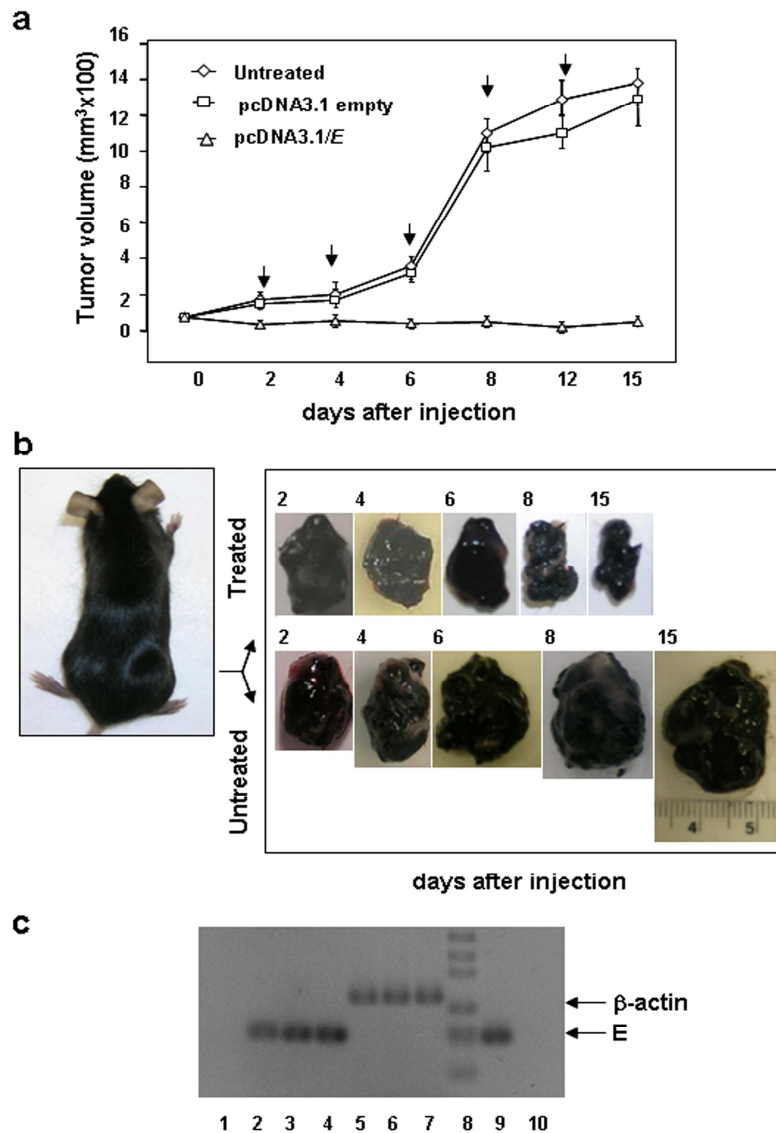 a
Tumor volume (mm³x100)
16
14
12
10
8
6
4
2
0
Untreated
pcDNA3.1 empty
pcDNA3.1/E
0 2 4 6 8 12 15
days after injection
b
Treated
2 4 6 8 15
Untreated
2 4 6 8 15
4 5
days after injection
c
β-actin
E
1 2 3 4 5 6 7 8 9 10